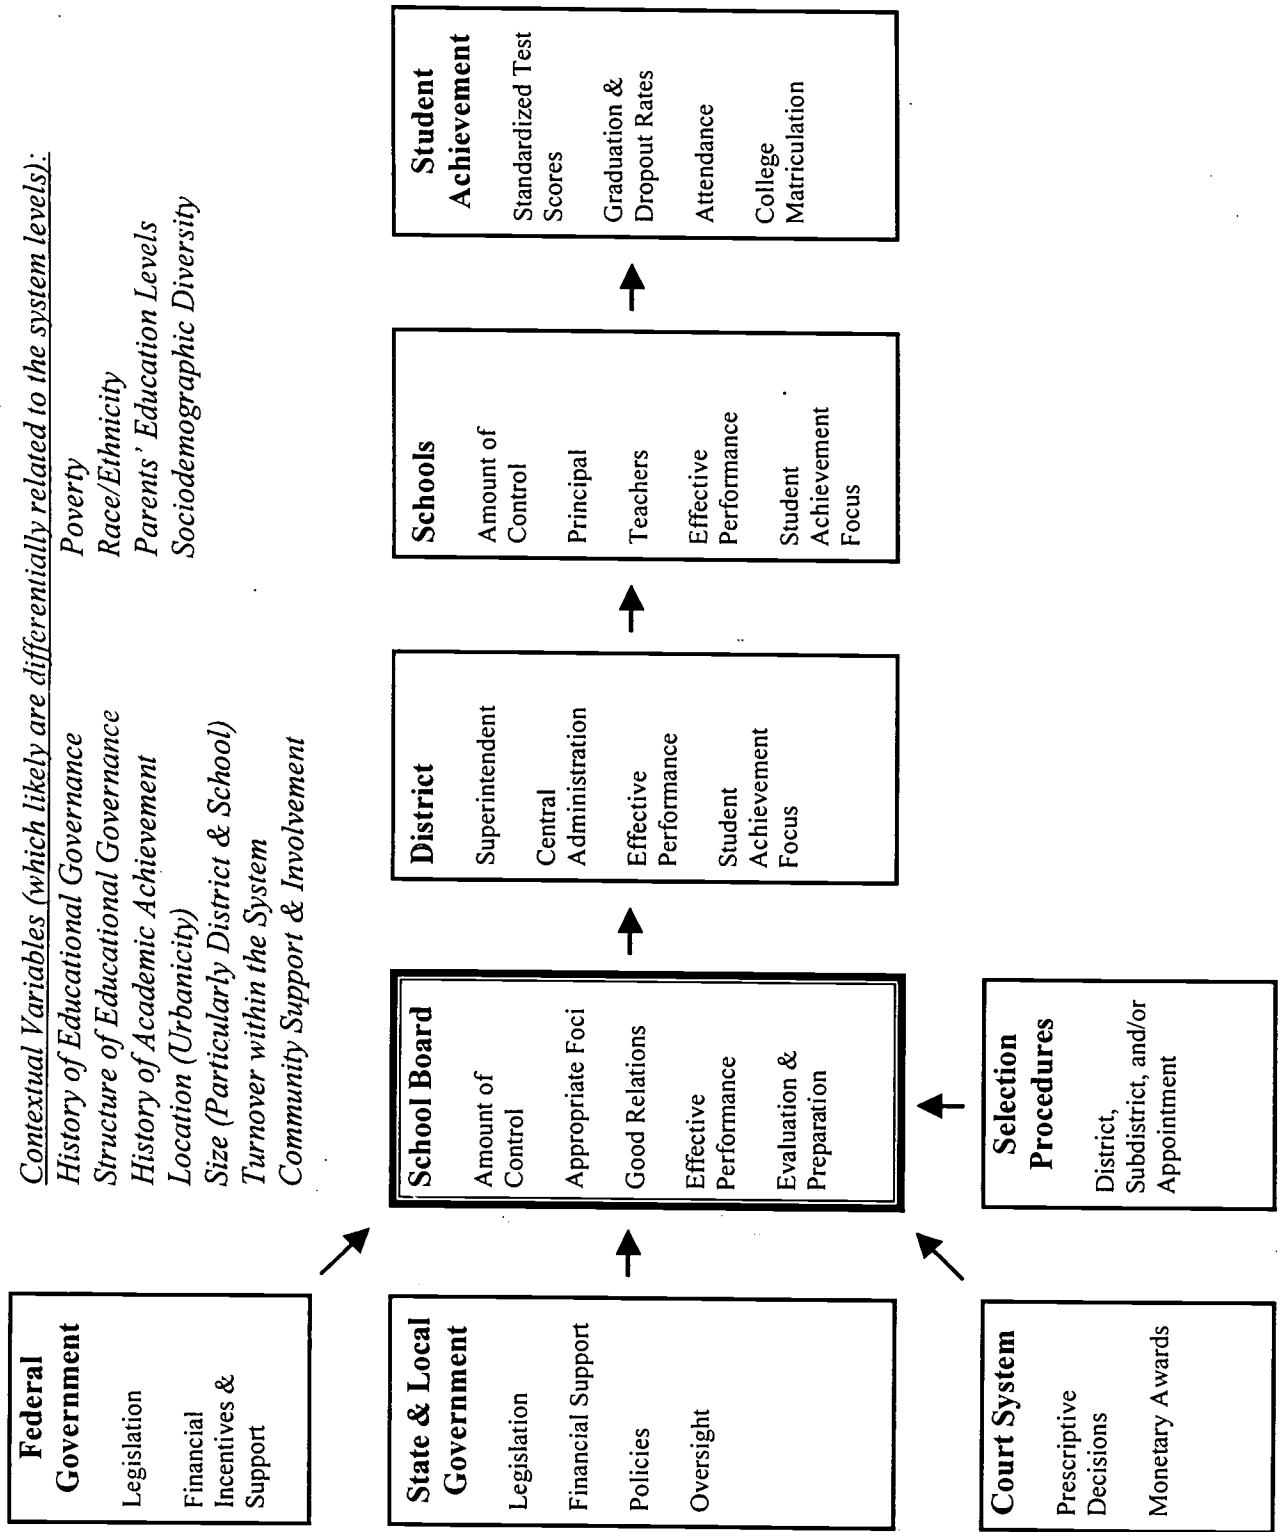 Contextual Variables (which likely are differentially related to the system levels):
History of Educational Governance
Structure of Educational Governance
History of Academic Achievement
Location (Urbanicity)
Size (Particularly District & School)
Turnover within the System
Community Support & Involvement
Poverty
Race/Ethnicity
Parents' Education Levels
Sociodemographic Diversity
Federal
Government
Legislation
Financial
Incentives &
Support
State & Local
Government
Legislation
Financial Support
Policies
Oversight
Court System
Prescriptive
Decisions
Monetary Awards
School Board
Amount of
Control
Appropriate Foci
Good Relations
Effective
Performance
Evaluation &
Preparation
Selection
Procedures
District,
Subdistrict, and/or
Appointment
District
Superintendent
Central
Administration
Effective
Performance
Student
Achievement
Focus
Schools
Amount of
Control
Principal
Teachers
Effective
Performance
Student
Achievement
Focus
Student
Achievement
Standardized Test
Scores
Graduation &
Dropout Rates
Attendance
College
Matriculation